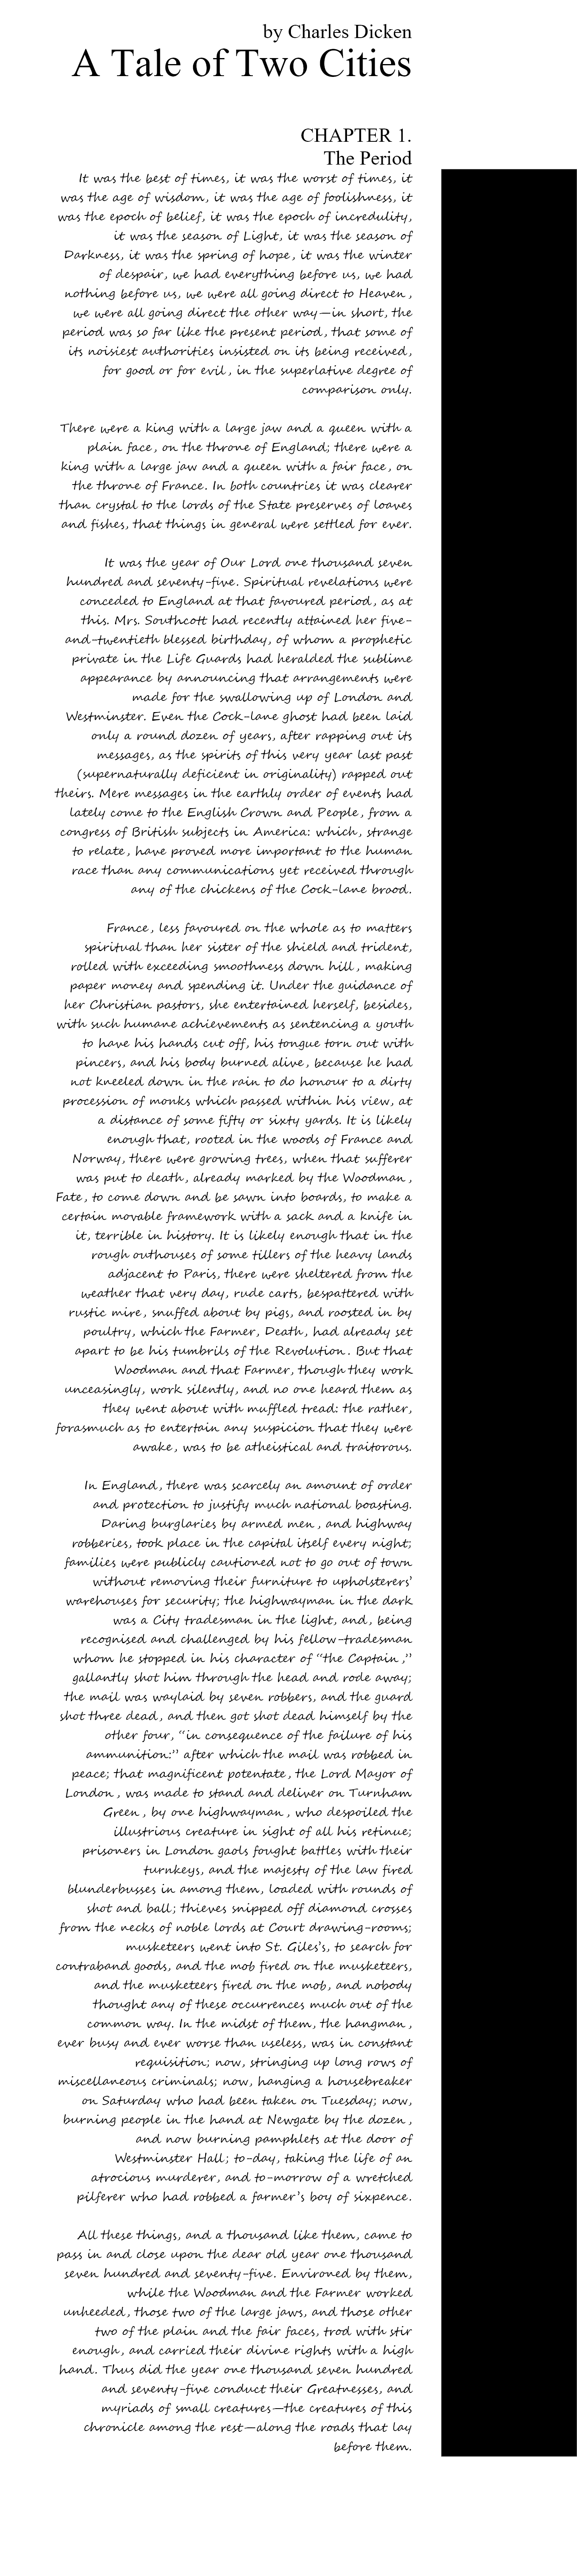 by Charles Dicken
A Tale of Two Cities
CHAPTER 1.
The Period
It was the best of times, it was the worst of times, it
was the age of wisdom, it was the age of foolishness, it
was the epoch of belief, it was the epoch of incredulity,
it was the season of Light, it was the season of
Darkness, it was the spring of hope, it was the winter
of despair, we had everything before us, we had
nothing before us, we were all going direct to Heaven,
we were all going direct the other way—in short, the
period was so far like the present period, that some of
its noisiest authorities insisted on its being received,
for good or for evil, in the superlative degree of
comparison only.
There were a king with a large jaw and a queen with a
plain face, on the throne of England; there were a
king with a large jaw and a queen with a fair face, on
the throne of France. In both countries it was clearer
than crystal to the lords of the State preserves of loaves
and fishes, that things in general were settled for ever.
It was the year of Our Lord one thousand seven
hundred and seventy-five. Spiritual revelations were
conceded to England at that favoured period, as at
this. Mrs. Southcott had recently attained her five-
and-twentieth blessed birthday, of whom a prophetic
private in the Life Guards had heralded the sublime
appearance by announcing that arrangements were
made for the swallowing up of London and
Westminster. Even the Cock-lane ghost had been laid
only a round dozen of years, after rapping out its
messages, as the spirits of this very year last past
(supernaturally deficient in originality) rapped out
theirs. Mere messages in the earthly order of events had
lately come to the English Crown and People, from a
congress of British subjects in America: which, strange
to relate, have proved more important to the human
race than any communications yet received through
any of the chickens of the Cock-lane brood.
France, less favoured on the whole as to matters
spiritual than her sister of the shield and trident,
rolled with exceeding smoothness down hill, making
paper money and spending it. Under the guidance of
her Christian pastors, she entertained herself, besides,
with such humane achievements as sentencing a youth
to have his hands cut off, his tongue torn out with
pincers, and his body burned alive, because he had
not kneeled down in the rain to do honour to a dirty
procession of monks which passed within his view, at
a distance of some fifty or sixty yards. It is likely
enough that, rooted in the woods of France and
Norway, there were growing trees, when that sufferer
was put to death, already marked by the Woodman,
Fate, to come down and be sawn into boards, to make a
certain movable framework with a sack and a knife in
it, terrible in history. It is likely enough that in the
rough outhouses of some tillers of the heavy lands
adjacent to Paris, there were sheltered from the
weather that very day, rude carts, bespattered with
rustic mire, snuffed about by pigs, and roosted in by
poultry, which the Farmer, Death, had already set
apart to be his tumbrils of the Revolution. But that
Woodman and that Farmer, though they work
unceasingly, work silently, and no one heard them as
they went about with muffled tread: the rather,
forasmuch as to entertain any suspicion that they were
awake, was to be atheistical and traitorous.
In England, there was scarcely an amount of order
and protection to justify much national boasting.
Daring burglaries by armed men, and highway
robberies, took place in the capital itself every night;
families were publicly cautioned not to go out of town
without removing their furniture to upholsterers’
warehouses for security; the highwayman in the dark
was a City tradesman in the light, and, being
recognised and challenged by his fellow-tradesman
whom he stopped in his character of “the Captain,”
gallantly shot him through the head and rode away;
the mail was waylaid by seven robbers, and the guard
shot three dead, and then got shot dead himself by the
other four, “in consequence of the failure of his
ammunition:” after which the mail was robbed in
peace; that magnificent potentate, the Lord Mayor of
London, was made to stand and deliver on Turnham
Green, by one highwayman, who despoiled the
illustrious creature in sight of all his retinue;
prisoners in London gaols fought battles with their
turnkeys, and the majesty of the law fired
blunderbusses in among them, loaded with rounds of
shot and ball; thieves snipped off diamond crosses
from the necks of noble lords at Court drawing-rooms;
musketeers went into St. Giles’s, to search for
contraband goods, and the mob fired on the musketeers,
and the musketeers fired on the mob, and nobody
thought any of these occurrences much out of the
common way. In the midst of them, the hangman,
ever busy and ever worse than useless, was in constant
requisition; now, stringing up long rows of
miscellaneous criminals; now, hanging a housebreaker
on Saturday who had been taken on Tuesday; now,
burning people in the hand at Newgate by the dozen,
and now burning pamphlets at the door of
Westminster Hall; to-day, taking the life of an
atrocious murderer, and to-morrow of a wretched
pilferer who had robbed a farmer’s boy of sixpence.
All these things, and a thousand like them, came to
pass in and close upon the dear old year one thousand
seven hundred and seventy-five. Environed by them,
while the Woodman and the Farmer worked
unheeded, those two of the large jaws, and those other
two of the plain and the fair faces, trod with stir
enough, and carried their divine rights with a high
hand. Thus did the year one thousand seven hundred
and seventy-five conduct their Greatnesses, and
myriads of small creatures—the creatures of this
chronicle among the rest—along the roads that lay
before them.